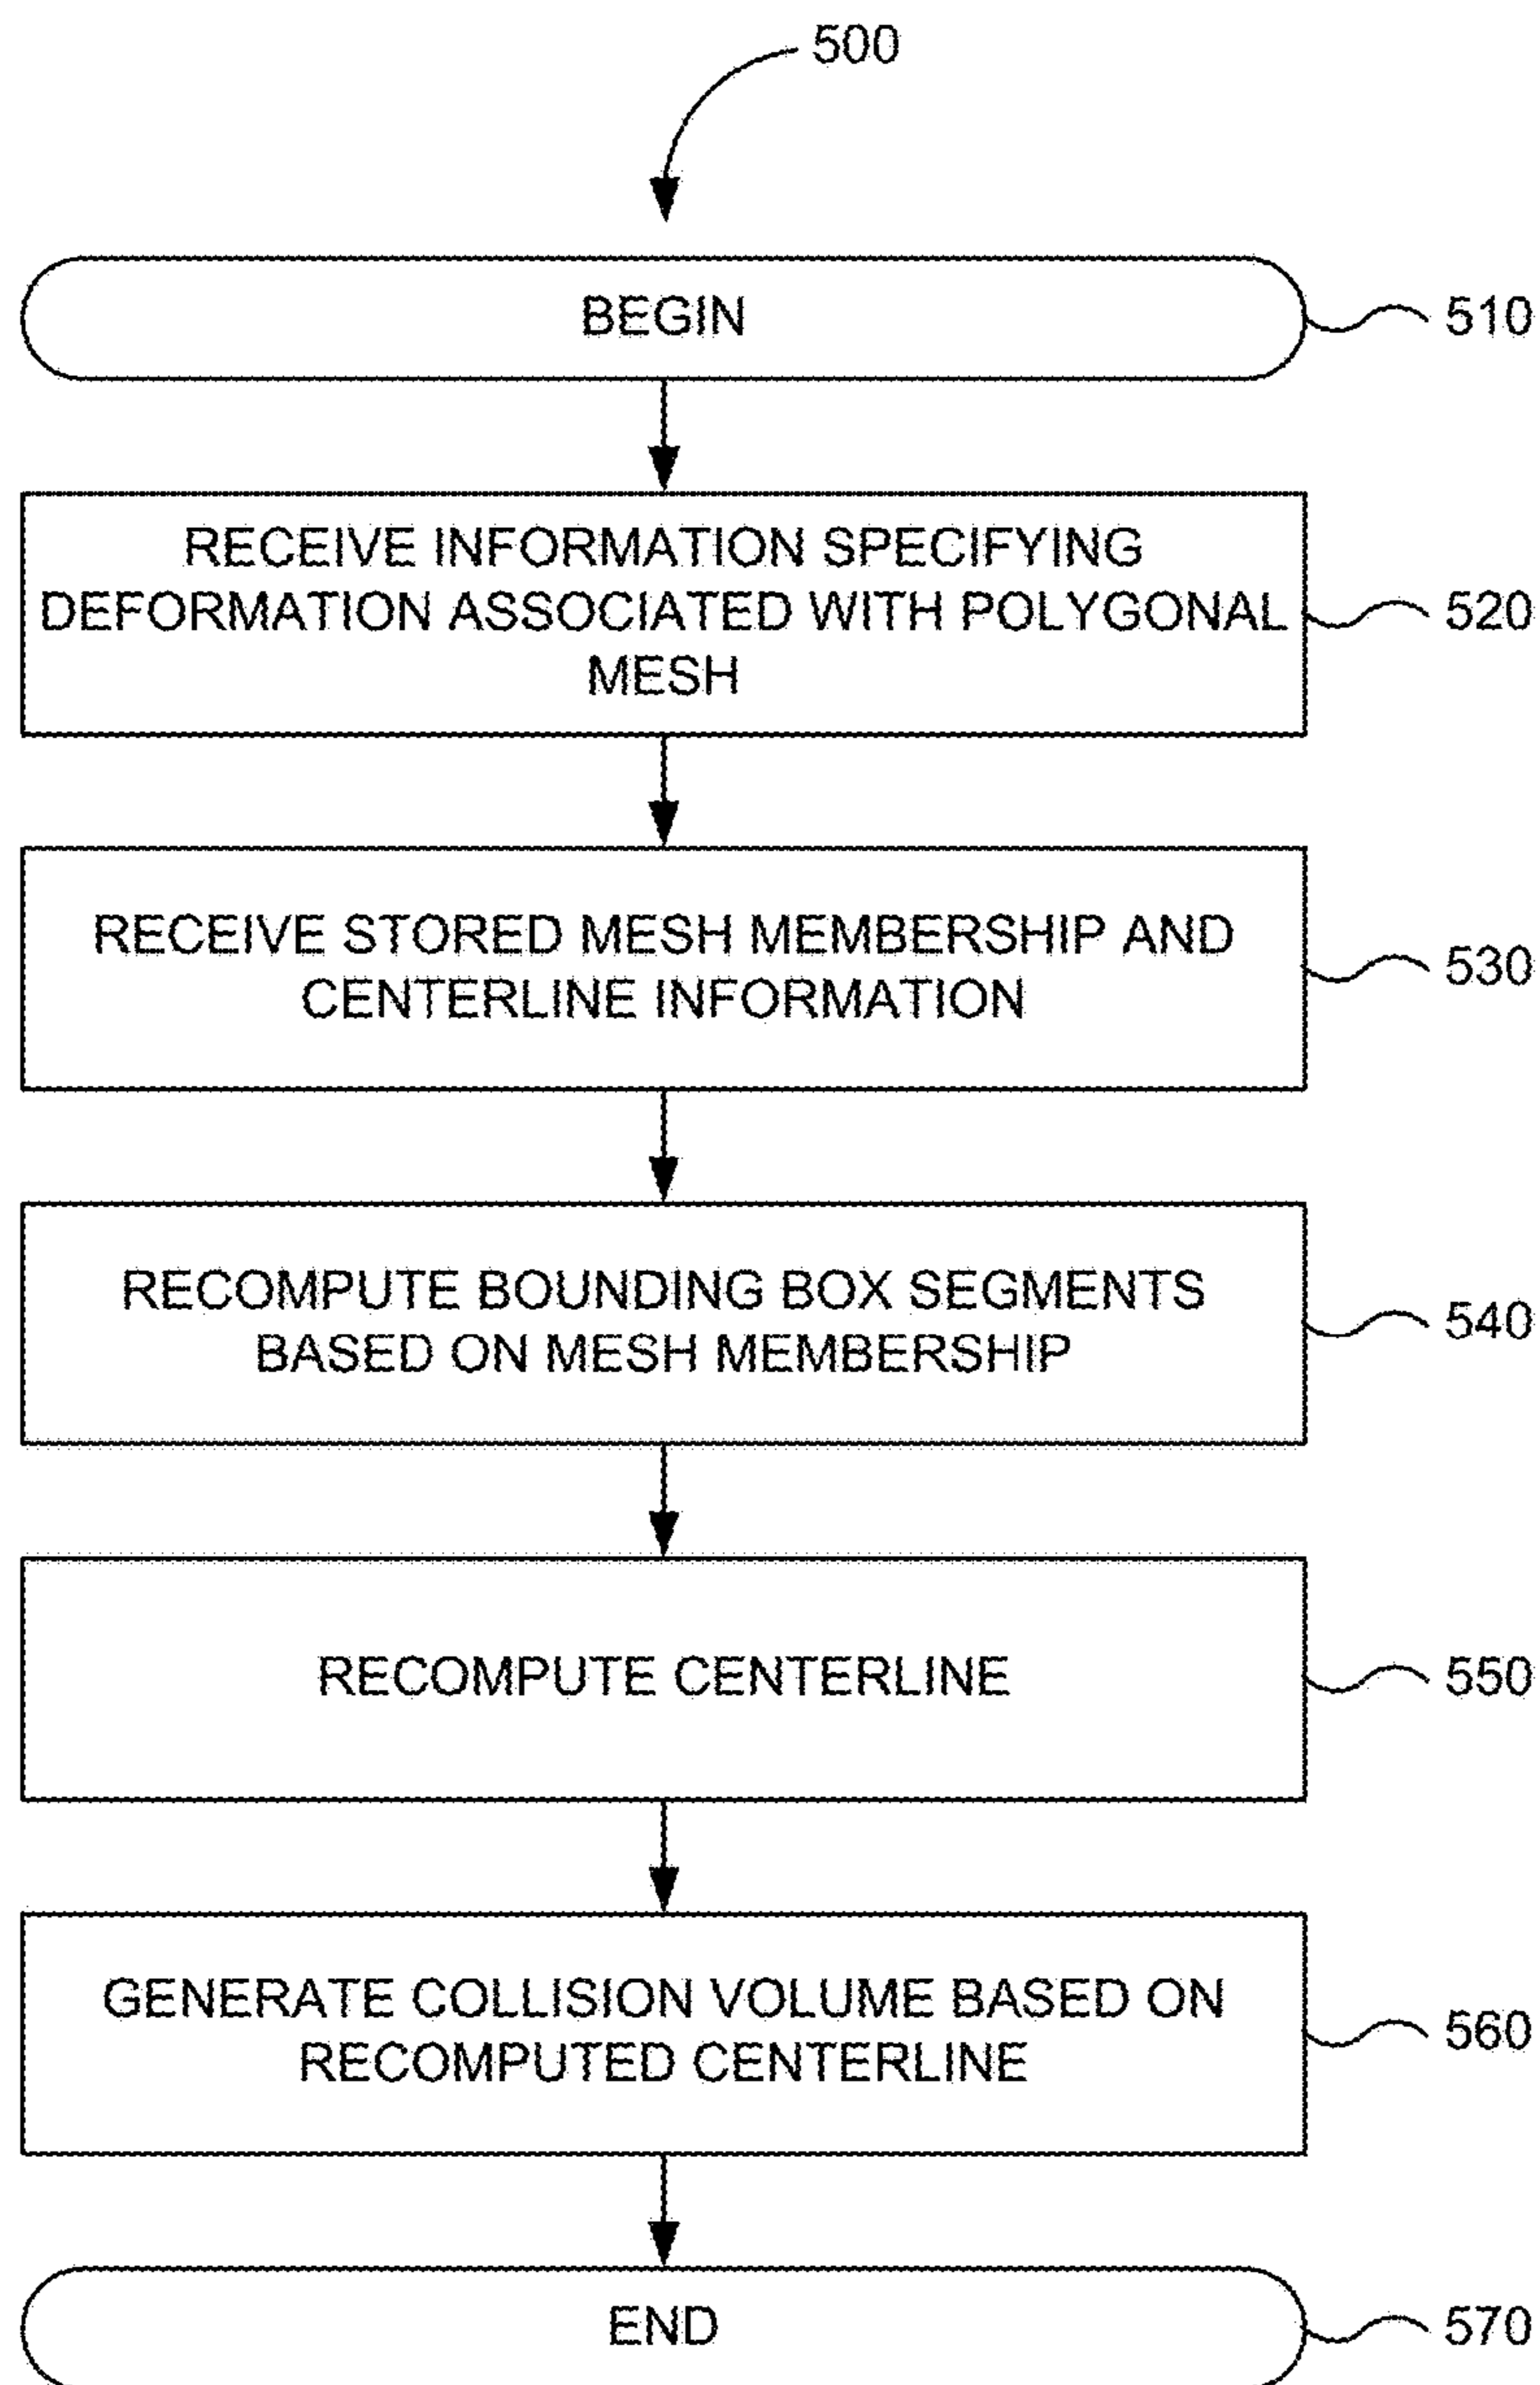 500
BEGIN
510
RECEIVE INFORMATION SPECIFYING
DEFORMATION ASSOCIATED WITH POLYGONAL
MESH
520
RECEIVE STORED MESH MEMBERSHIP AND
CENTERLINE INFORMATION
530
RECOMPUTE BOUNDING BOX SEGMENTS
BASED ON MESH MEMBERSHIP
540
RECOMPUTE CENTERLINE
550
GENERATE COLLISION VOLUME BASED ON
RECOMPUTED CENTERLINE
560
END
570